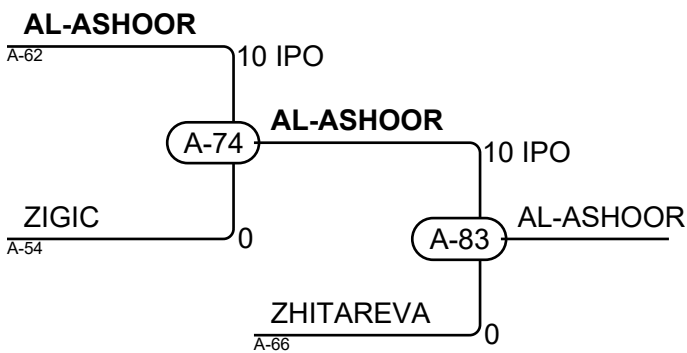 AL-ASHOOR
A-62
10 IPO
A-74
AL-ASHOOR
10 IPO
ZIGIC
A-54
0
A-83
AL-ASHOOR
ZHITAREVA
A-66
0